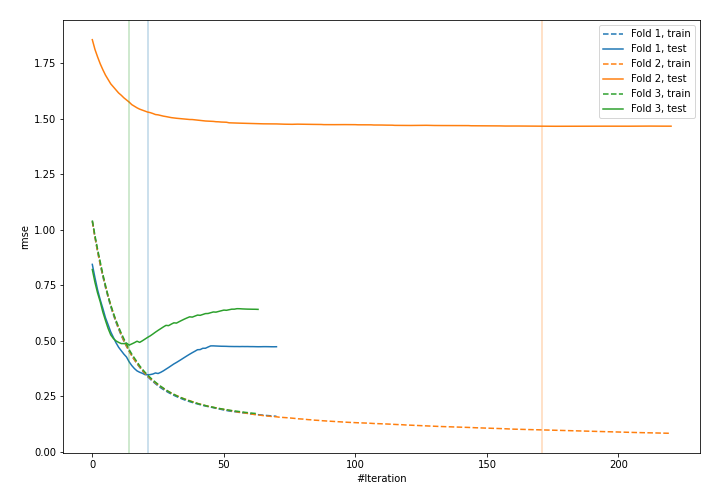 1.75
1.50
1.25
1.00
0.75
0.50
0.25
0.00
rmse
0
50
100
150
200
#Iteration
Fold 1, train
Fold 1, test
Fold 2, train
Fold 2, test
Fold 3, train
Fold 3, test